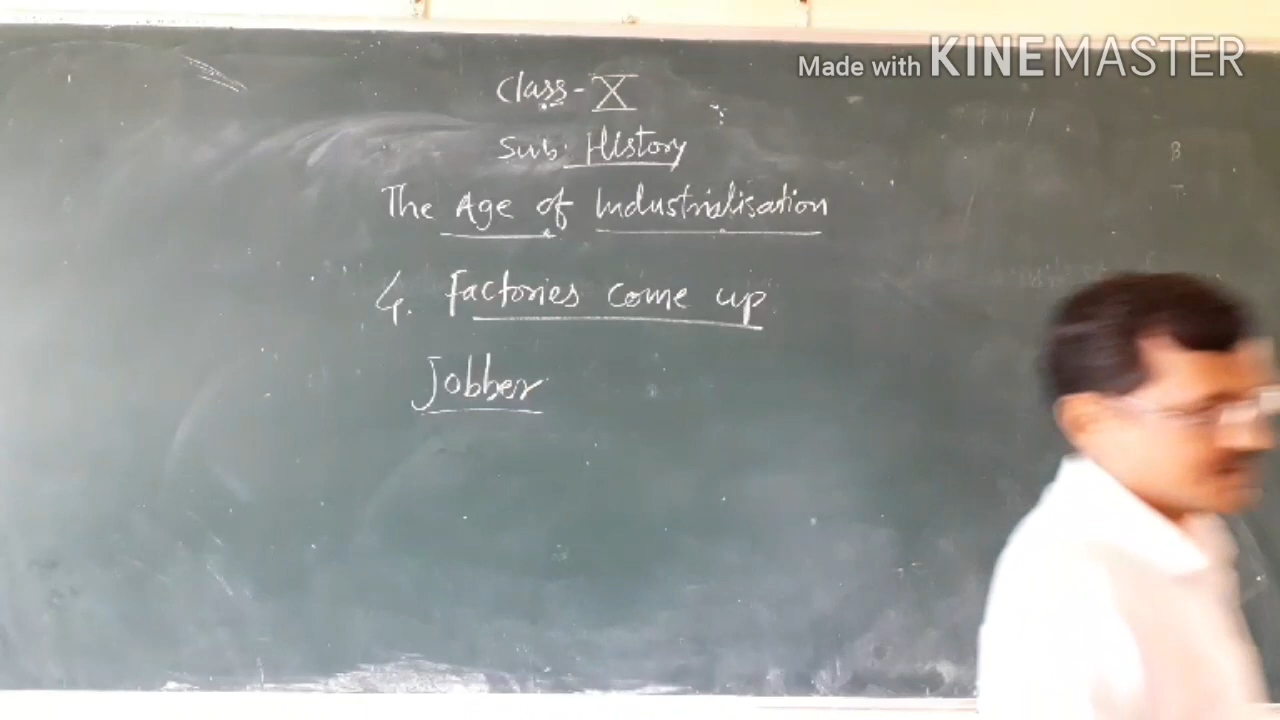 Made with KINEMASTER
Class - X
Sub: History
The Age of Industrialisation
4. Factories come up
Jobber